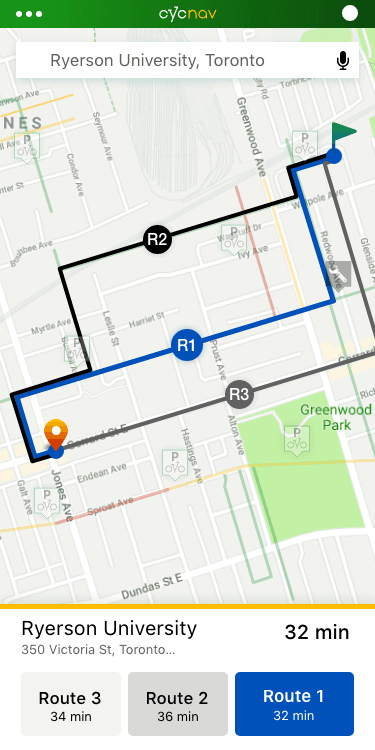 cycnav
Ryerson University, Toronto
NES
Seymour Ave
Condor Ave
Greenwood Ave
P
P
Walpole Ave
R2
P
Wagstaff Dr
Ivy Ave
Redwood Ave
Glenside Ave
Boultbee Ave
Myrtle Ave
Leslie St
Harriet St
P
R1
Prust Ave
R3
Greenwood
Park
P
Alton Ave
Hastings Ave
Gerrard St E
P
Endean Ave
Jones Ave
Galt Ave
P
Sproat Ave
Dundas St E
Ryerson University
350 Victoria St, Toronto...
32 min
Route 3
34 min
Route 2
36 min
Route 1
32 min